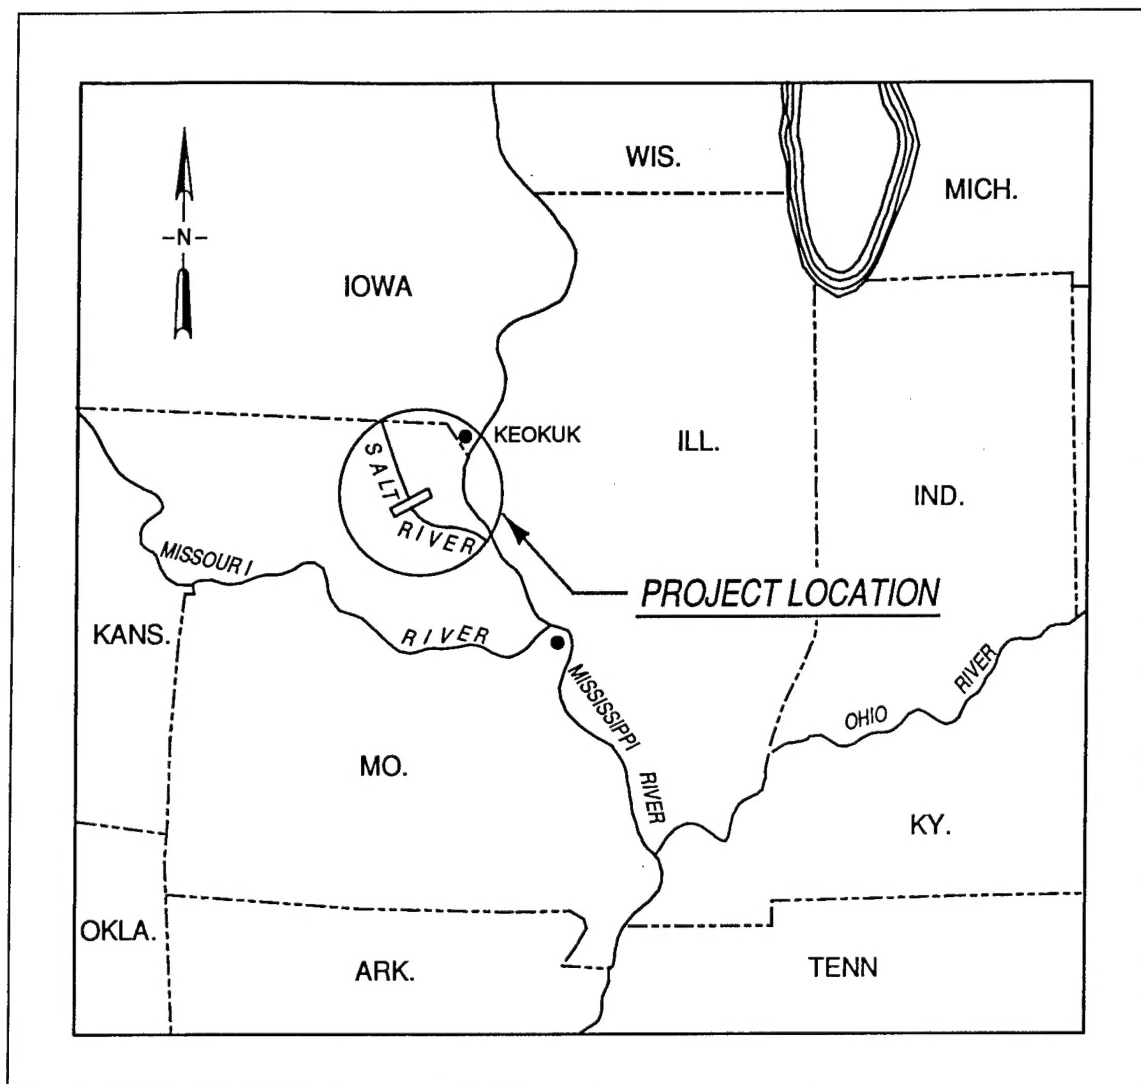 WIS.
MICH.
-N-
IOWA
KEOKUK
ILL.
SALT
RIVER
IND.
MISSOURI
RIVER
PROJECT LOCATION
KANS.
MISSISSIPPI
RIVER
OHIO
RIVER
MO.
KY.
OKLA.
ARK.
TENN